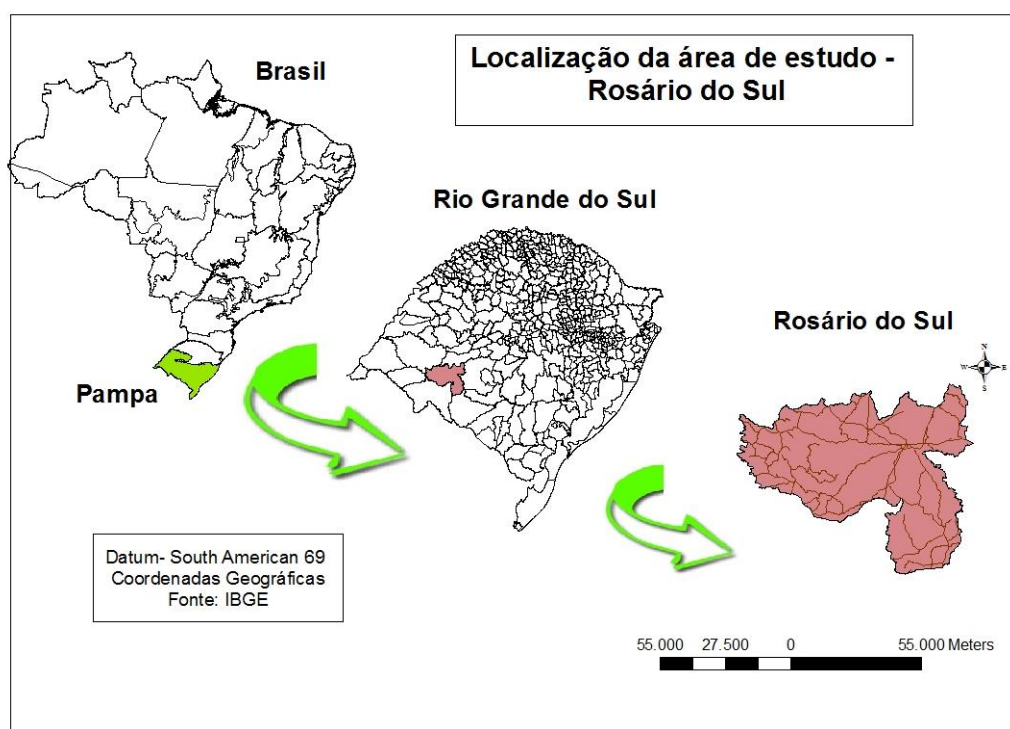 Localização da área de estudo -
Rosário do Sul
Brasil
Rio Grande do Sul
Rosário do Sul
N
W E
S
Pampa
Datum- South American 69
Coordenadas Geográficas
Fonte: IBGE
55.000 27.500 0 55.000 Meters